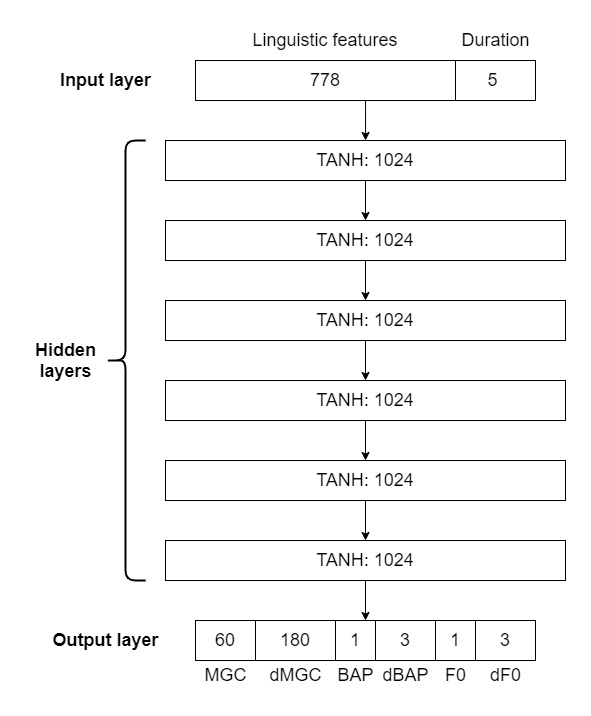 Linguistic features Duration
Input layer 778 5
TANH: 1024
TANH: 1024
TANH: 1024
Hidden
layers
TANH: 1024
TANH: 1024
TANH: 1024
Output layer 60 180 1 3 1 3
MGC dMGC BAP dBAP F0 dF0